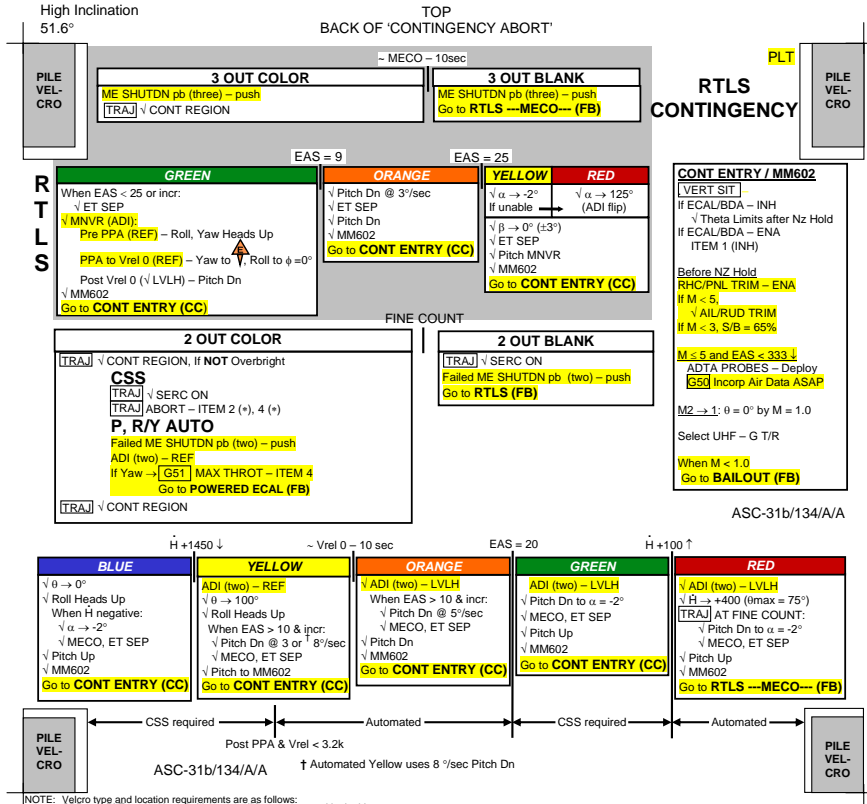 High Inclination
51.6°
TOP
BACK OF 'CONTINGENCY ABORT'
PILE
VEL-
CRO
~ MECO – 10sec
PLT
PILE
VEL-
CRO
3 OUT COLOR
ME SHUTDN pb (three) – push
TRAJ √ CONT REGION
3 OUT BLANK
ME SHUTDN pb (three) – push
Go to RTLS ---MECO--- (FB)
RTLS
CONTINGENCY
RTLS
EAS = 9
EAS = 25
GREEN
When EAS < 25 or incr:
√ ET SEP
√ MNVR (ADI):
Pre PPA (REF) – Roll, Yaw Heads Up
PPA to Vrel 0 (REF) – Yaw to E, Roll to ϕ =0°
Post Vrel 0 (√ LVLH) – Pitch Dn
√ MM602
Go to CONT ENTRY (CC)
ORANGE
√ Pitch Dn @ 3°/sec
√ ET SEP
√ Pitch Dn
√ MM602
Go to CONT ENTRY (CC)
YELLOW
RED
√ α → -2°
If unable
√ α → 125°
(ADI flip)
√ β → 0° (±3°)
√ ET SEP
√ Pitch MNVR
√ MM602
Go to CONT ENTRY (CC)
CONT ENTRY / MM602
VERT SIT
If ECAL/BDA – INH
√ Theta Limits after Nz Hold
If ECAL/BDA – ENA
ITEM 1 (INH)
Before NZ Hold
RHC/PNL TRIM – ENA
If M < 5,
√ AIL/RUD TRIM
If M < 3, S/B = 65%
M ≤ 5 and EAS < 333 ↓
ADTA PROBES – Deploy
G50 Incorp Air Data ASAP
M2 → 1: θ = 0° by M = 1.0
Select UHF – G T/R
When M < 1.0
Go to BAILOUT (FB)
ASC-31b/134/A/A
FINE COUNT
2 OUT COLOR
TRAJ √ CONT REGION, If NOT Overbright
CSS
TRAJ √ SERC ON
TRAJ ABORT – ITEM 2 (*), 4 (*)
P, R/Y AUTO
Failed ME SHUTDN pb (two) – push
ADI (two) – REF
If Yaw → G51 MAX THROT – ITEM 4
Go to POWERED ECAL (FB)
TRAJ √ CONT REGION
2 OUT BLANK
TRAJ √ SERC ON
Failed ME SHUTDN pb (two) – push
Go to RTLS (FB)
Ḣ +1450 ↓
~ Vrel 0 – 10 sec
EAS = 20
Ḣ +100 ↑
BLUE
√ θ → 0°
√ Roll Heads Up
When Ḣ negative:
√ α → -2°
√ MECO, ET SEP
√ Pitch Up
√ MM602
Go to CONT ENTRY (CC)
YELLOW
ADI (two) – REF
√ θ → 100°
√ Roll Heads Up
When EAS > 10 & incr:
√ Pitch Dn @ 3 or † 8°/sec
√ MECO, ET SEP
√ Pitch to MM602
Go to CONT ENTRY (CC)
ORANGE
√ ADI (two) – LVLH
When EAS > 10 & incr:
√ Pitch Dn @ 5°/sec
√ MECO, ET SEP
√ Pitch Dn
√ MM602
Go to CONT ENTRY (CC)
GREEN
ADI (two) – LVLH
√ Pitch Dn to α = -2°
√ MECO, ET SEP
√ Pitch Up
√ MM602
Go to CONT ENTRY (CC)
RED
√ ADI (two) – LVLH
√ Ḣ → +400 (θmax = 75°)
TRAJ AT FINE COUNT:
√ Pitch Dn to α = -2°
√ MECO, ET SEP
√ Pitch Up
√ MM602
Go to RTLS ---MECO--- (FB)
PILE
VEL-
CRO
CSS required
Automated
CSS required
Automated
PILE
VEL-
CRO
Post PPA & Vrel < 3.2k
ASC-31b/134/A/A
† Automated Yellow uses 8 °/sec Pitch Dn
NOTE: Velcro type and location requirements are as follows: